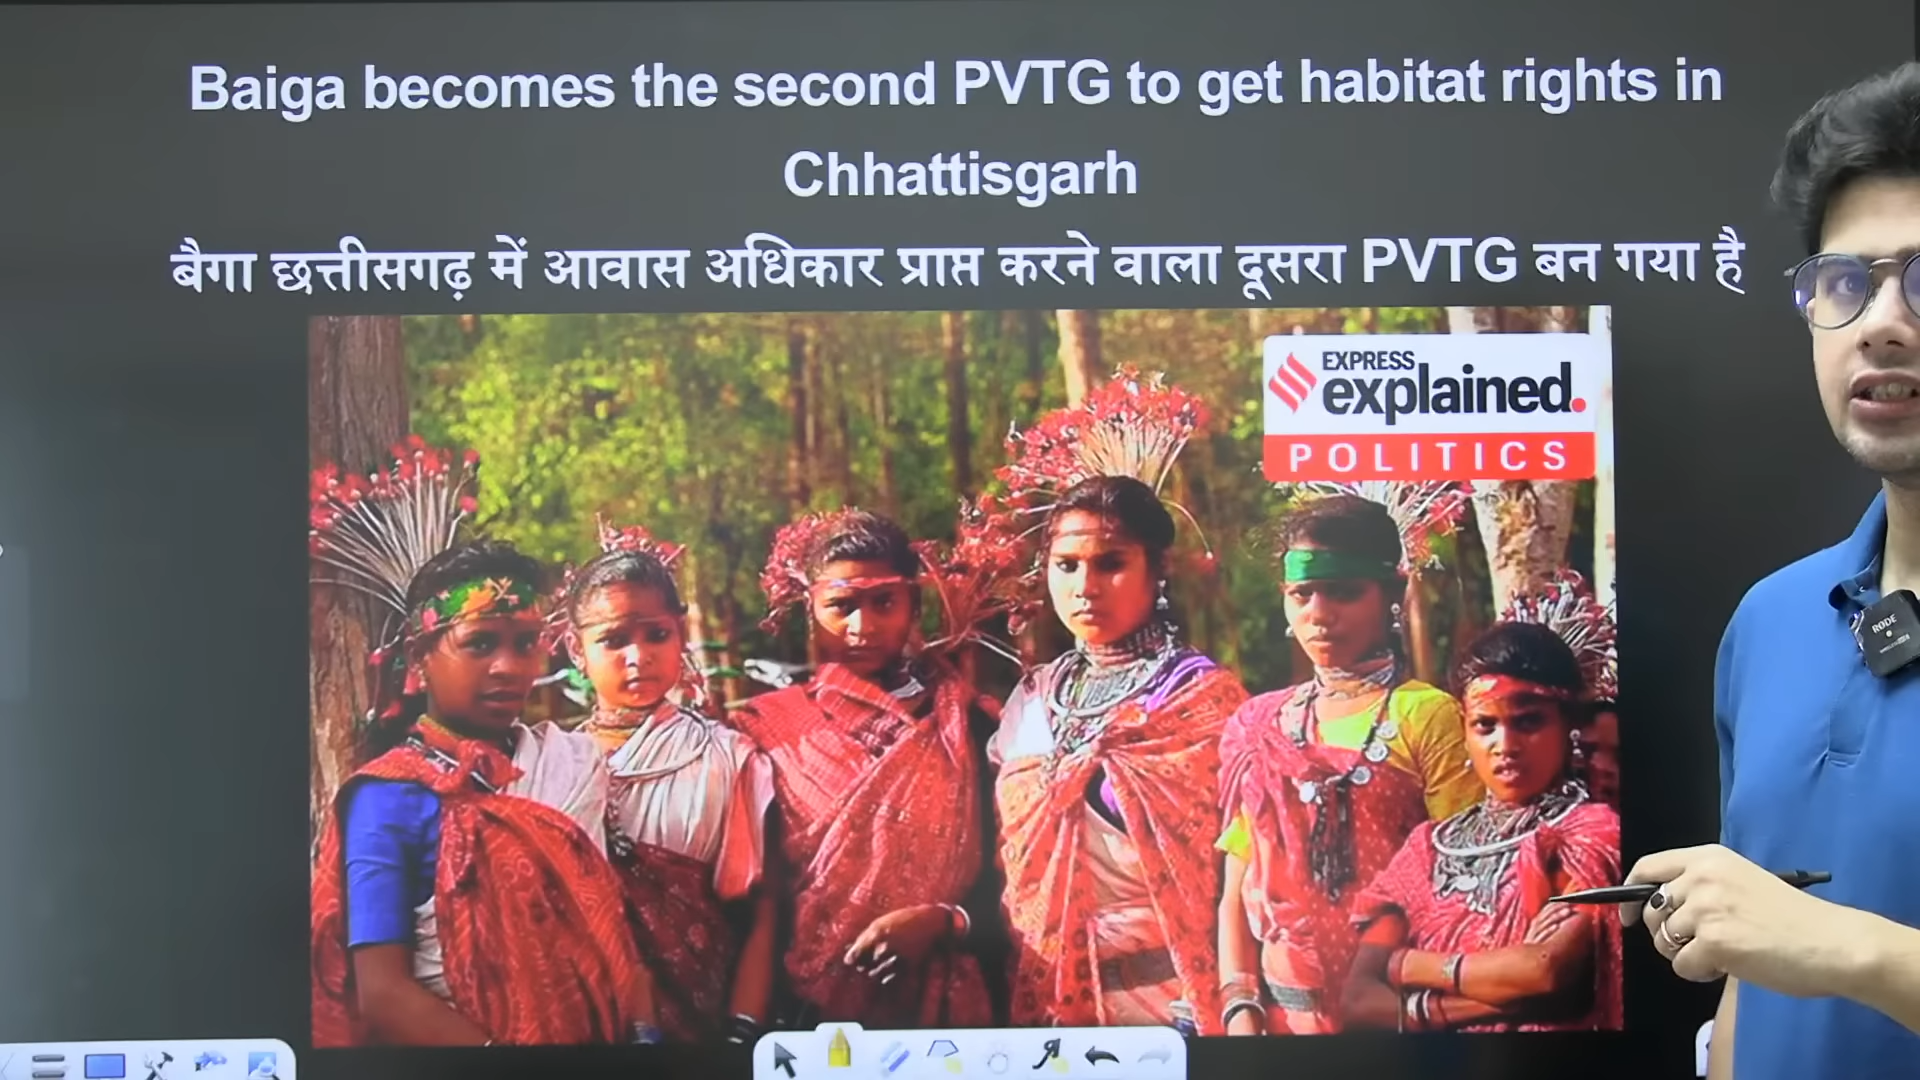 Baiga becomes the second PVTG to get habitat rights in
Chhattisgarh
बैगा छत्तीसगढ़ में आवास अधिकार प्राप्त करने वाला दूसरा PVTG बन गया है
EXPRESS
explained.
POLITICS
RODE